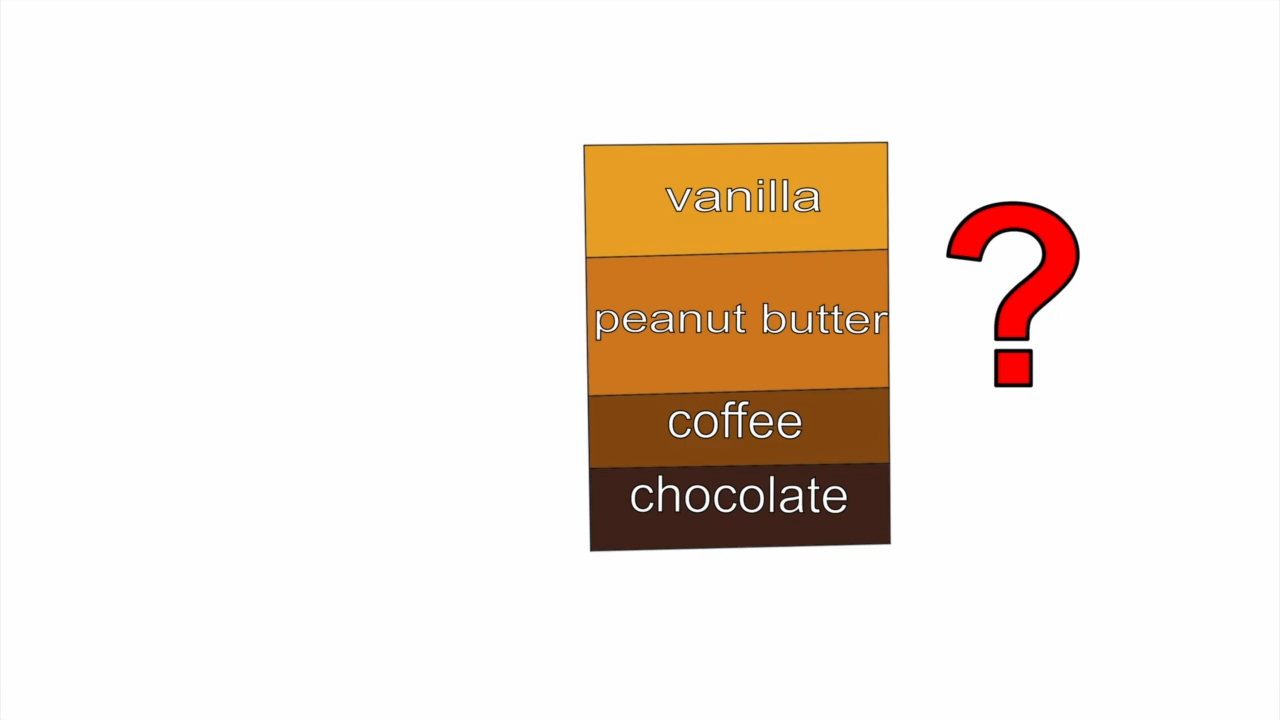 vanilla
peanut butter
coffee
chocolate
?